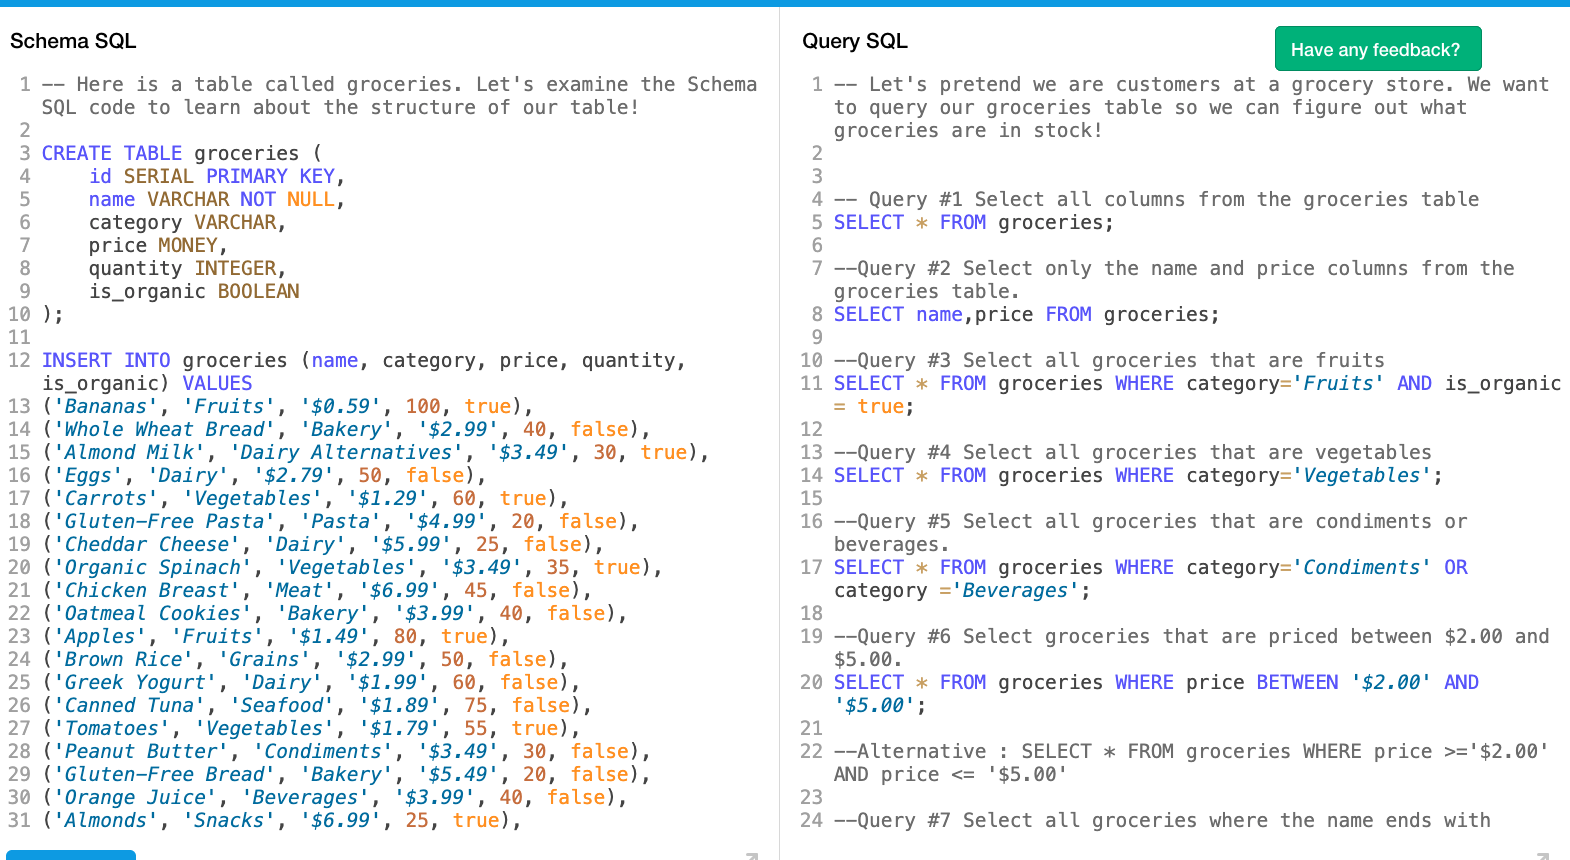 Schema SQL
1 -- Here is a table called groceries. Let's examine the Schema
SQL code to learn about the structure of our table!
2
3 CREATE TABLE groceries (
4     id SERIAL PRIMARY KEY,
5     name VARCHAR NOT NULL,
6     category VARCHAR,
7     price MONEY,
8     quantity INTEGER,
9     is_organic BOOLEAN
10 );
11
12 INSERT INTO groceries (name, category, price, quantity,
is_organic) VALUES
13 ('Bananas', 'Fruits', '$0.59', 100, true),
14 ('Whole Wheat Bread', 'Bakery', '$2.99', 40, false),
15 ('Almond Milk', 'Dairy Alternatives', '$3.49', 30, true),
16 ('Eggs', 'Dairy', '$2.79', 50, false),
17 ('Carrots', 'Vegetables', '$1.29', 60, true),
18 ('Gluten-Free Pasta', 'Pasta', '$4.99', 20, false),
19 ('Cheddar Cheese', 'Dairy', '$5.99', 25, false),
20 ('Organic Spinach', 'Vegetables', '$3.49', 35, true),
21 ('Chicken Breast', 'Meat', '$6.99', 45, false),
22 ('Oatmeal Cookies', 'Bakery', '$3.99', 40, false),
23 ('Apples', 'Fruits', '$1.49', 80, true),
24 ('Brown Rice', 'Grains', '$2.99', 50, false),
25 ('Greek Yogurt', 'Dairy', '$1.99', 60, false),
26 ('Canned Tuna', 'Seafood', '$1.89', 75, false),
27 ('Tomatoes', 'Vegetables', '$1.79', 55, true),
28 ('Peanut Butter', 'Condiments', '$3.49', 30, false),
29 ('Gluten-Free Bread', 'Bakery', '$5.49', 20, false),
30 ('Orange Juice', 'Beverages', '$3.99', 40, false),
31 ('Almonds', 'Snacks', '$6.99', 25, true),
Query SQL
Have any feedback?
1 -- Let's pretend we are customers at a grocery store. We want
to query our groceries table so we can figure out what
groceries are in stock!
2
3
4 -- Query #1 Select all columns from the groceries table
5 SELECT * FROM groceries;
6
7 --Query #2 Select only the name and price columns from the
groceries table.
8 SELECT name,price FROM groceries;
9
10 --Query #3 Select all groceries that are fruits
11 SELECT * FROM groceries WHERE category='Fruits' AND is_organic
= true;
12
13 --Query #4 Select all groceries that are vegetables
14 SELECT * FROM groceries WHERE category='Vegetables';
15
16 --Query #5 Select all groceries that are condiments or
beverages.
17 SELECT * FROM groceries WHERE category='Condiments' OR
category ='Beverages';
18
19 --Query #6 Select groceries that are priced between $2.00 and
$5.00.
20 SELECT * FROM groceries WHERE price BETWEEN '$2.00' AND
'$5.00';
21
22 --Alternative : SELECT * FROM groceries WHERE price >='$2.00'
AND price <= '$5.00'
23
24 --Query #7 Select all groceries where the name ends with